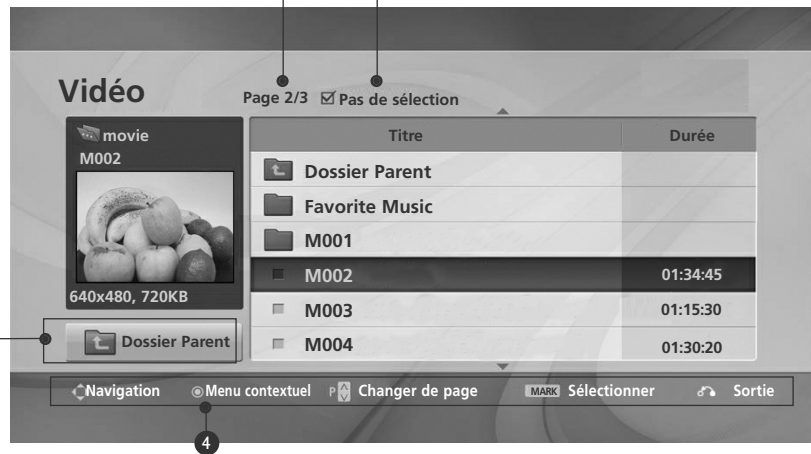 Vidéo
Page 2/3 Pas de sélection
movie
M002
640x480, 720KB
Dossier Parent
Titre Durée
Dossier Parent
Favorite Music
M001
M002 01:34:45
M003 01:15:30
M004 01:30:20
Navigation Menu contextuel P Changer de page MARK Sélectionner Sortie
4